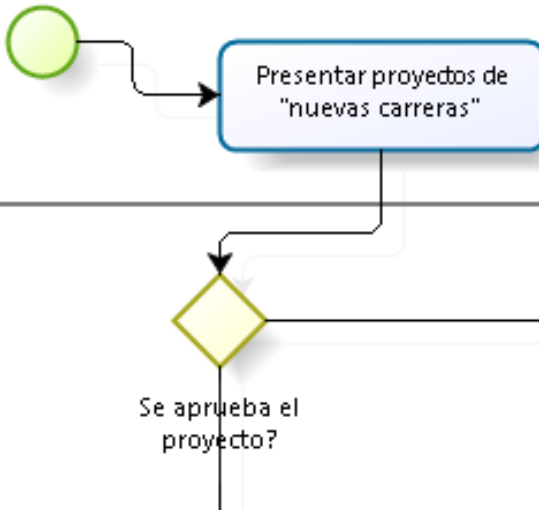 Presentar proyectos de
"nuevas carreras"
Se aprueba el
proyecto?